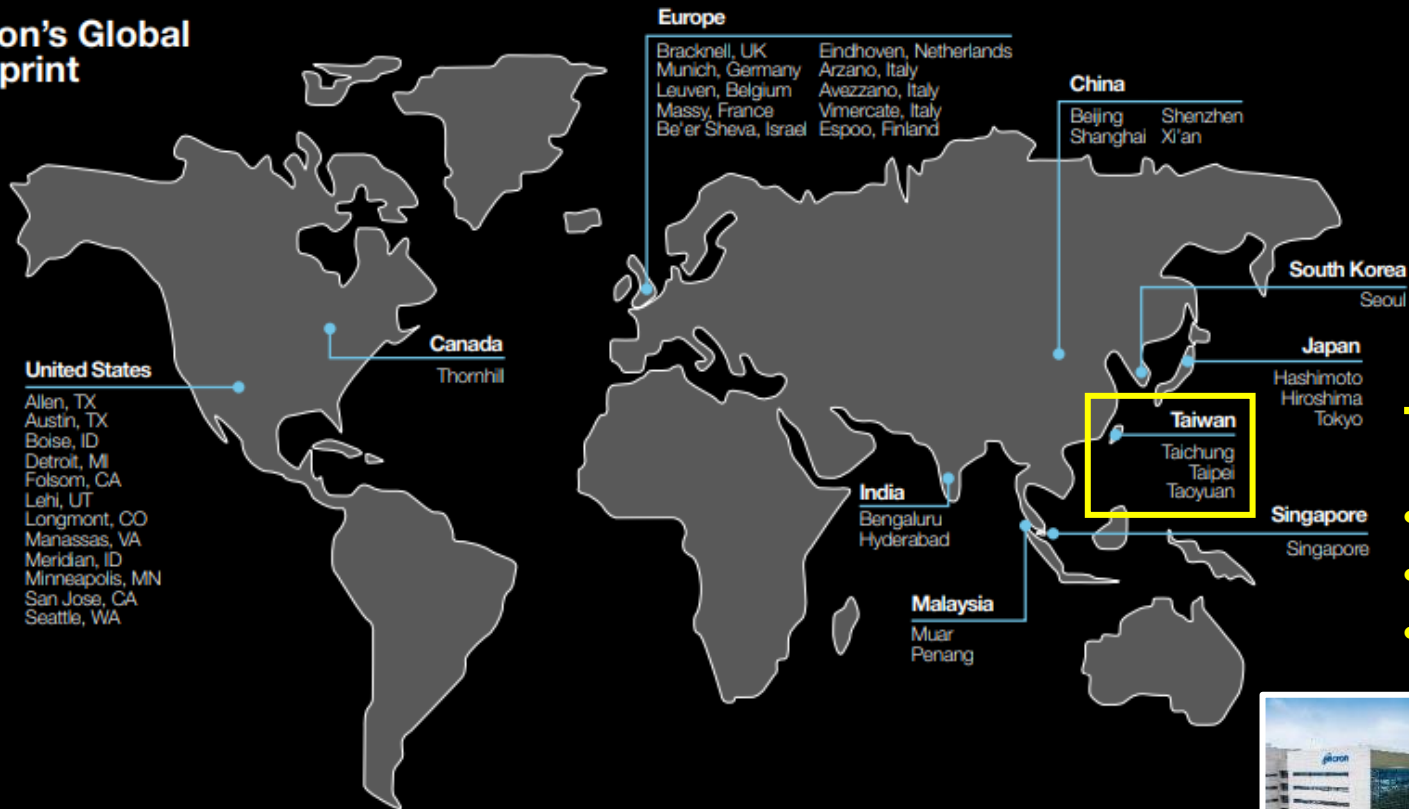 on's Global
print
Europe
Bracknell, UK
Munich, Germany
Leuven, Belgium
Massy, France
Be'er Sheva, Israel
Eindhoven, Netherlands
Arzano, Italy
Avezzano, Italy
Vimercate, Italy
Espoo, Finland
China
Beijing
Shanghai
Shenzhen
Xi'an
South Korea
Seoul
Japan
Hashimoto
Hiroshima
Tokyo
Canada
Thornhill
United States
Allen, TX
Austin, TX
Boise, ID
Detroit, MI
Folsom, CA
Lehi, UT
Longmont, CO
Manassas, VA
Meridian, ID
Minneapolis, MN
San Jose, CA
Seattle, WA
Taiwan
Taichung
Taipei
Taoyuan
India
Bengaluru
Hyderabad
Singapore
Singapore
Malaysia
Muar
Penang
Micron